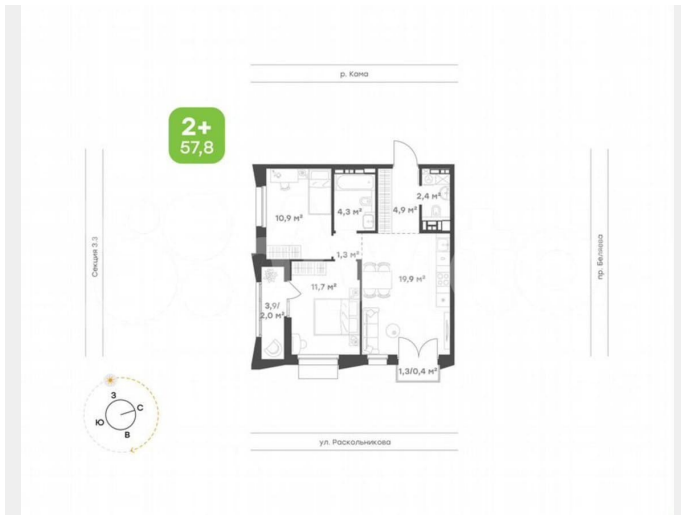 р. Кама
2+
57,8
2,4 м²
4,3 м²
4,9 м²
10,9 м²
1,3
19,9 м²
11,7 м²
3,9/
2,0 м²
1,3/0,4 м²
Секция 3.3
пр. Беляева
З
С
Ю
В
ул. Раскольникова